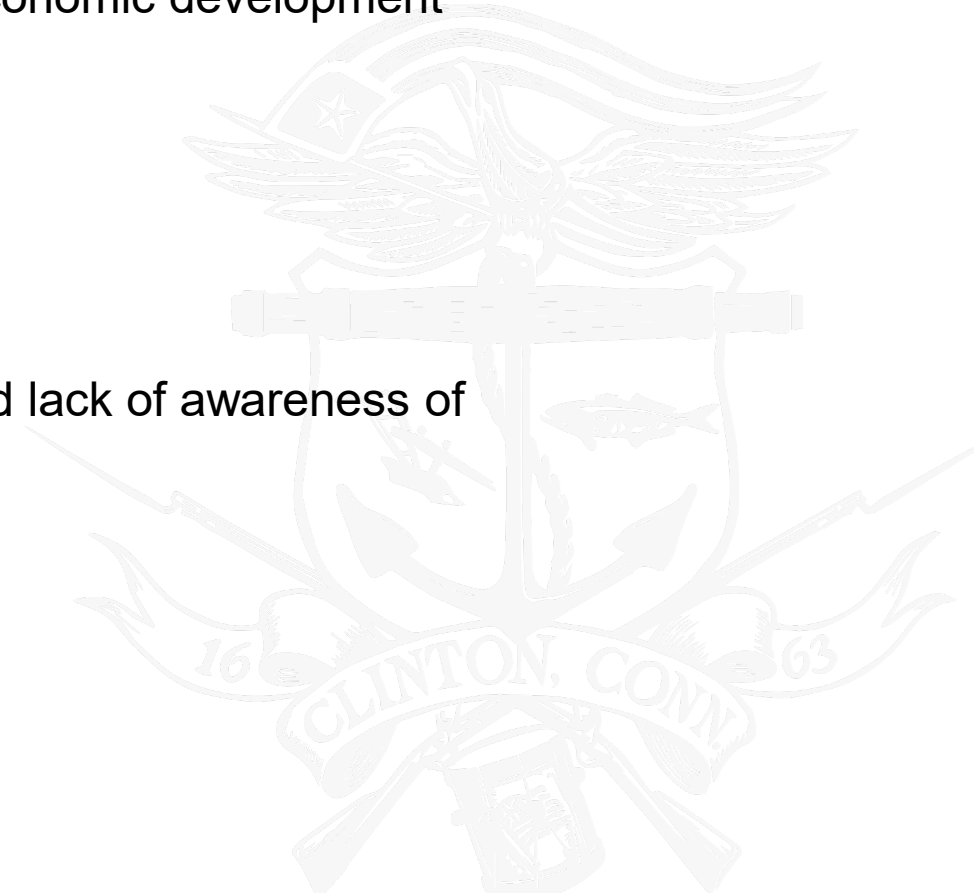 onomic development
d lack of awareness of
16 CLINTON, CONN. 63